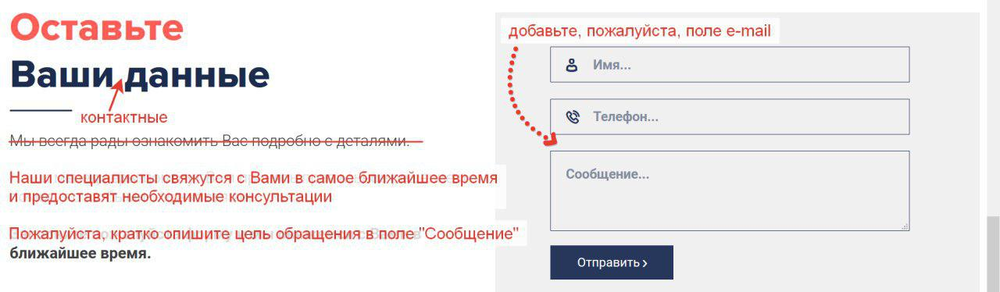 Оставьте
Ваши данные
контактные
Мы всегда рады ознакомить Вас подробно с деталями.
Наши специалисты свяжутся с Вами в самое ближайшее время
и предоставят необходимые консультации
Пожалуйста, кратко опишите цель обращения в поле "Сообщение"
ближайшее время.
добавьте, пожалуйста, поле e-mail
Имя...
Телефон...
Сообщение...
Отправить ›